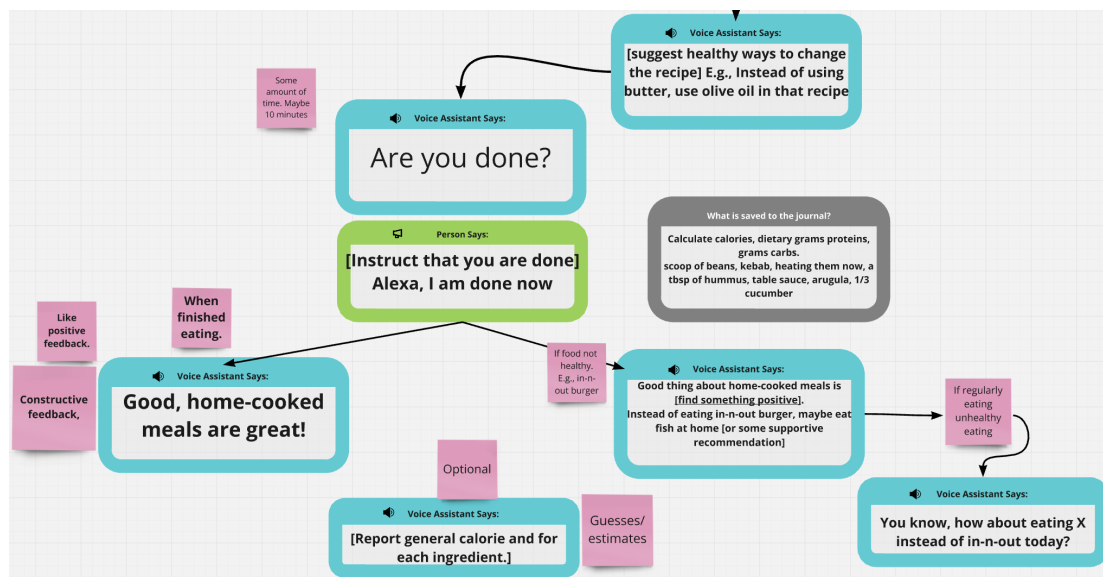 Voice Assistant Says:
[suggest healthy ways to change
the recipe] E.g., Instead of using
butter, use olive oil in that recipe
Some
amount of
time. Maybe
10 minutes
Voice Assistant Says:
Are you done?
Person Says:
[Instruct that you are done]
Alexa, I am done now
What is saved to the journal?
Calculate calories, dietary grams proteins,
grams carbs.
scoop of beans, kebab, heating them now, a
tbsp of hummus, table sauce, arugula, 1/3
cucumber
When
finished
eating.
Like
positive
feedback.
Constructive
feedback,
Voice Assistant Says:
Good, home-cooked
meals are great!
If food not
healthy.
E.g., in-n-
out burger
Voice Assistant Says:
Good thing about home-cooked meals is
[find something positive].
Instead of eating in-n-out burger, maybe eat
fish at home [or some supportive
recommendation]
If regularly
eating
unhealthy
eating
Optional
Voice Assistant Says:
[Report general calorie and for
each ingredient.]
Guesses/
estimates
Voice Assistant Says:
You know, how about eating X
instead of in-n-out today?